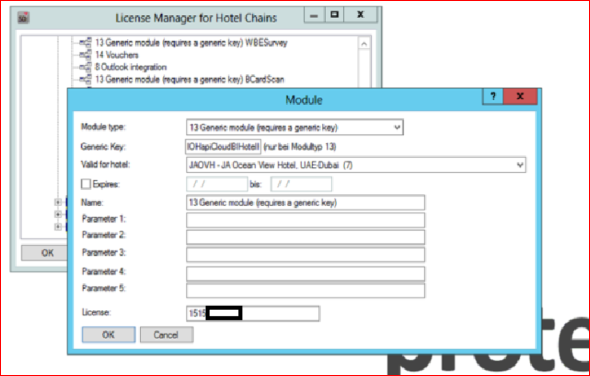 License Manager for Hotel Chains
13 Generic module (requires a generic key) WBESurvey
14 Vouchers
8 Outlook integration
13 Generic module (requires a generic key) BCardScan
Module
Module type: 13 Generic module (requires a generic key)
Generic Key: IOHapiCloudBIHotelI (nur bei Modultyp 13)
Valid for hotel: JAOVH - JA Ocean View Hotel, UAE-Dubai (7)
Expires: / / bis: / /
Name: 13 Generic module (requires a generic key)
Parameter 1:
Parameter 2:
Parameter 3:
Parameter 4:
Parameter 5:
License: 1515
OK Cancel
OK